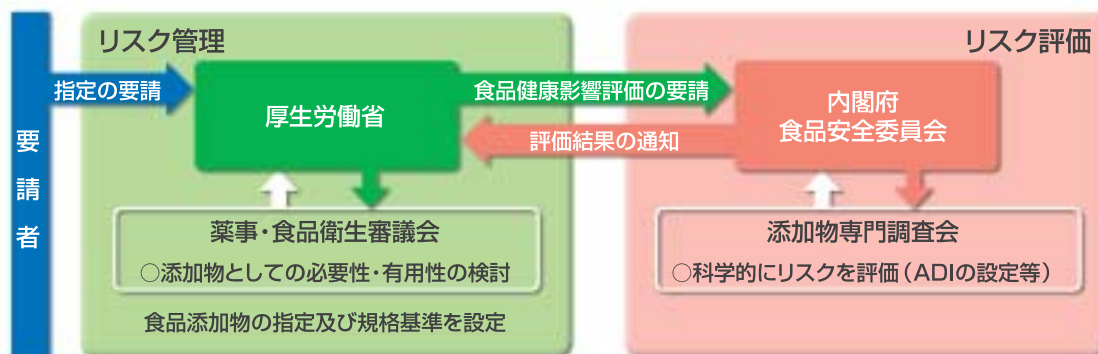 要請者
リスク管理
指定の要請
厚生労働省
食品健康影響評価の要請
評価結果の通知
薬事・食品衛生審議会
○添加物としての必要性・有用性の検討
食品添加物の指定及び規格基準を設定
リスク評価
内閣府
食品安全委員会
添加物専門調査会
○科学的にリスクを評価（ADIの設定等）